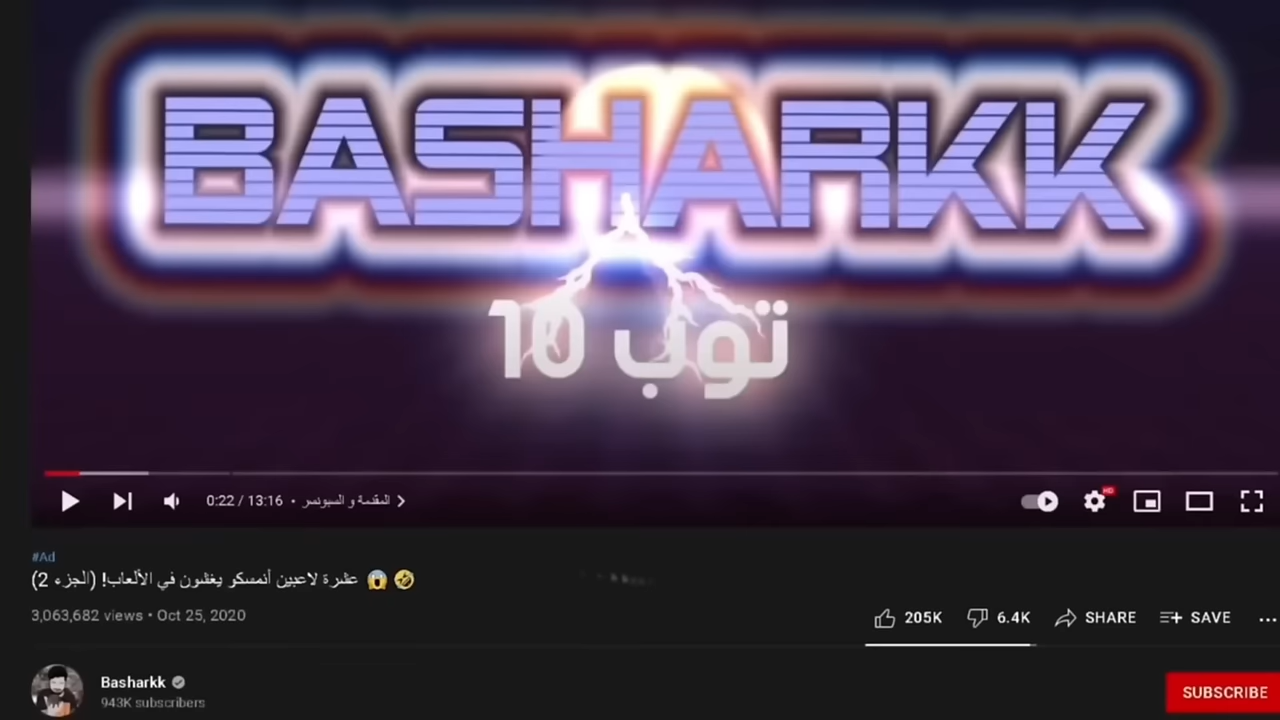 BASHARKK
توب 10
0:22 / 13:16 • المقدمة و السبونسر
HD
#Ad
عشرة لاعبين أنمسكو يغشون في الألعاب! (الجزء 2) 😱 🤣
3,063,682 views • Oct 25, 2020
205K 6.4K SHARE SAVE
Basharkk
943K subscribers
SUBSCRIBE